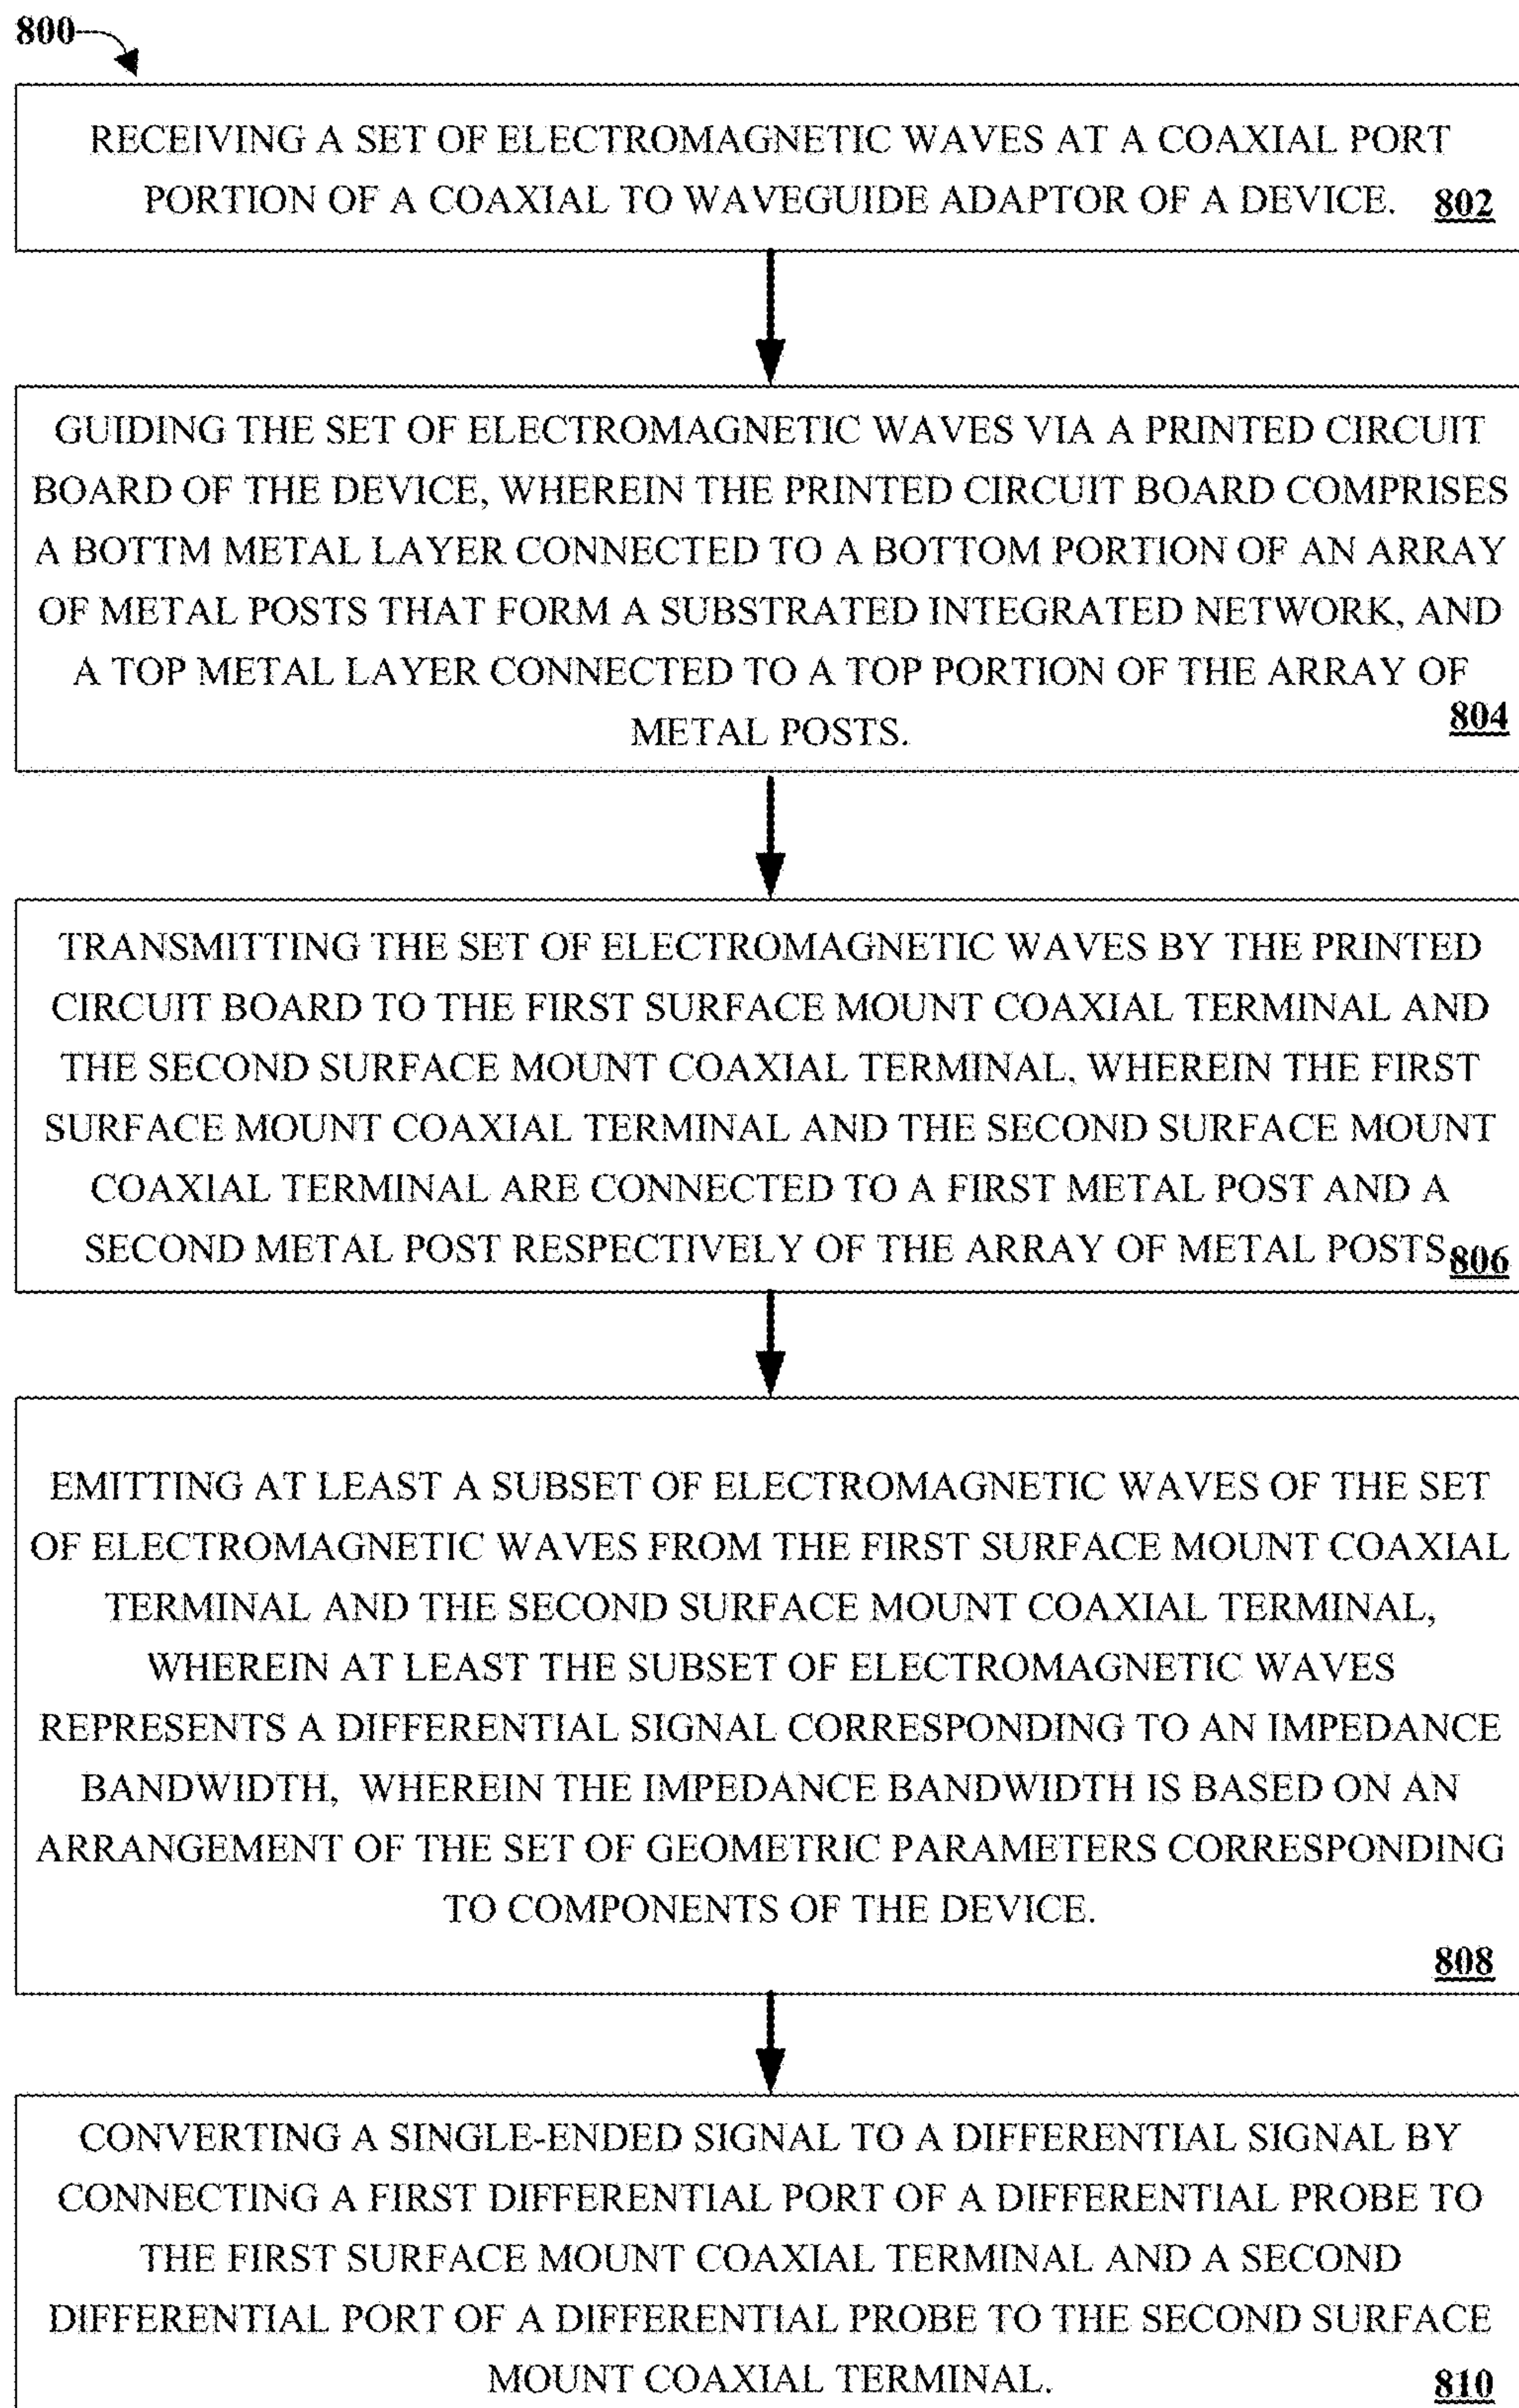 800
RECEIVING A SET OF ELECTROMAGNETIC WAVES AT A COAXIAL PORT
PORTION OF A COAXIAL TO WAVEGUIDE ADAPTOR OF A DEVICE. 802
GUIDING THE SET OF ELECTROMAGNETIC WAVES VIA A PRINTED CIRCUIT
BOARD OF THE DEVICE, WHEREIN THE PRINTED CIRCUIT BOARD COMPRISES
A BOTTM METAL LAYER CONNECTED TO A BOTTOM PORTION OF AN ARRAY
OF METAL POSTS THAT FORM A SUBSTRATED INTEGRATED NETWORK, AND
A TOP METAL LAYER CONNECTED TO A TOP PORTION OF THE ARRAY OF
METAL POSTS. 804
TRANSMITTING THE SET OF ELECTROMAGNETIC WAVES BY THE PRINTED
CIRCUIT BOARD TO THE FIRST SURFACE MOUNT COAXIAL TERMINAL AND
THE SECOND SURFACE MOUNT COAXIAL TERMINAL, WHEREIN THE FIRST
SURFACE MOUNT COAXIAL TERMINAL AND THE SECOND SURFACE MOUNT
COAXIAL TERMINAL ARE CONNECTED TO A FIRST METAL POST AND A
SECOND METAL POST RESPECTIVELY OF THE ARRAY OF METAL POSTS 806
EMITTING AT LEAST A SUBSET OF ELECTROMAGNETIC WAVES OF THE SET
OF ELECTROMAGNETIC WAVES FROM THE FIRST SURFACE MOUNT COAXIAL
TERMINAL AND THE SECOND SURFACE MOUNT COAXIAL TERMINAL,
WHEREIN AT LEAST THE SUBSET OF ELECTROMAGNETIC WAVES
REPRESENTS A DIFFERENTIAL SIGNAL CORRESPONDING TO AN IMPEDANCE
BANDWIDTH, WHEREIN THE IMPEDANCE BANDWIDTH IS BASED ON AN
ARRANGEMENT OF THE SET OF GEOMETRIC PARAMETERS CORRESPONDING
TO COMPONENTS OF THE DEVICE.
808
CONVERTING A SINGLE-ENDED SIGNAL TO A DIFFERENTIAL SIGNAL BY
CONNECTING A FIRST DIFFERENTIAL PORT OF A DIFFERENTIAL PROBE TO
THE FIRST SURFACE MOUNT COAXIAL TERMINAL AND A SECOND
DIFFERENTIAL PORT OF A DIFFERENTIAL PROBE TO THE SECOND SURFACE
MOUNT COAXIAL TERMINAL. 810